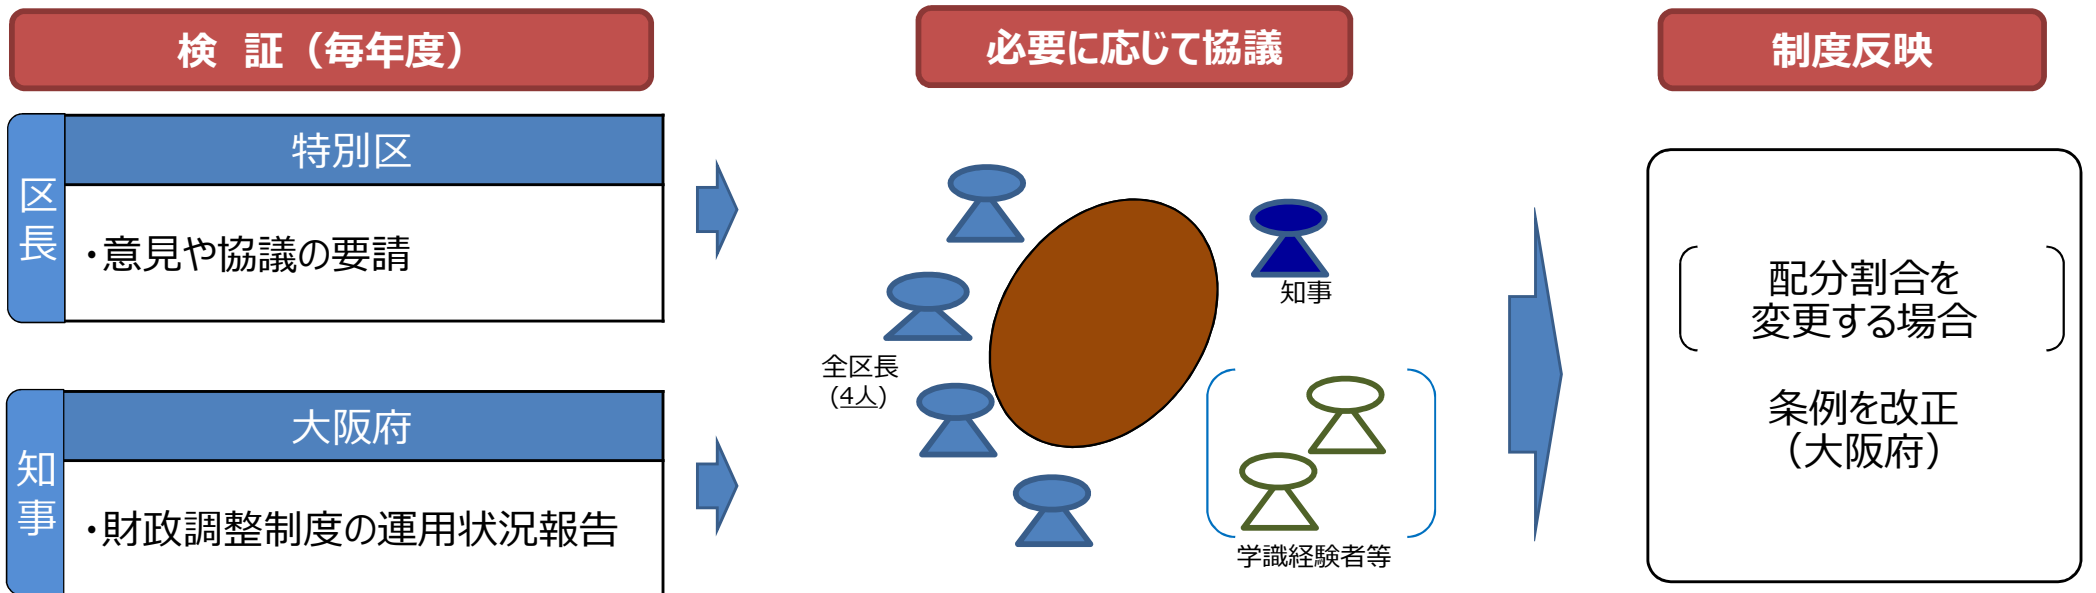 検 証（毎年度）
必要に応じて協議
制度反映
区長
特別区
・意見や協議の要請
知事
大阪府
・財政調整制度の運用状況報告
全区長
（4人）
知事
学識経験者等
配分割合を
変更する場合
条例を改正
（大阪府）